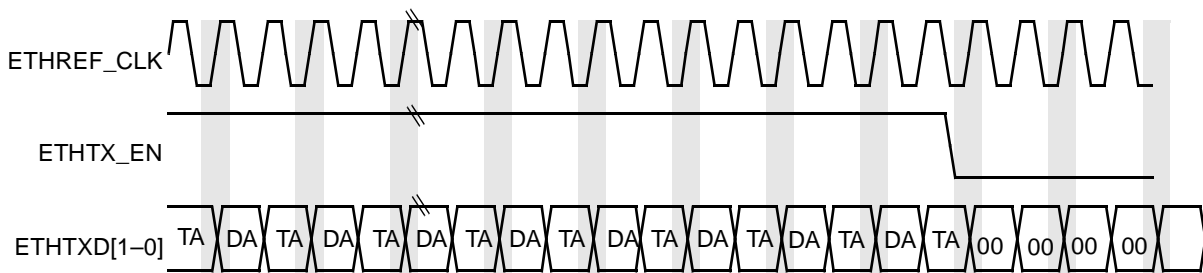 ETHREF_CLK
ETHTX_EN
ETHTXD[1–0] TA DA TA DA TA DA TA DA TA DA TA DA TA DA TA DA TA 00 00 00 00